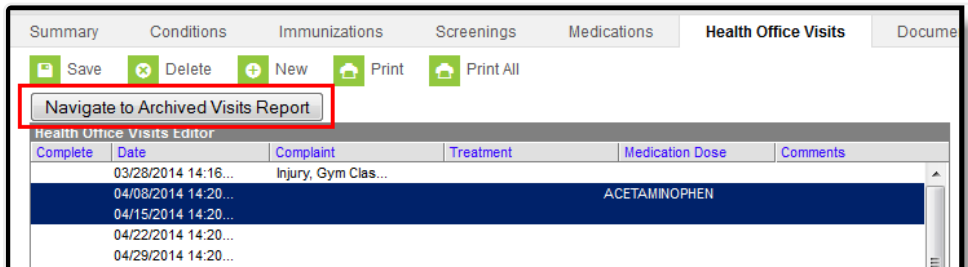 Summary Conditions Immunizations Screenings Medications Health Office Visits Docume
Save Delete New Print Print All
Navigate to Archived Visits Report
Health Office Visits Editor
Complete Date Complaint Treatment Medication Dose Comments
03/28/2014 14:16... Injury, Gym Clas...
04/08/2014 14:20... ACETAMINOPHEN
04/15/2014 14:20...
04/22/2014 14:20...
04/29/2014 14:20...